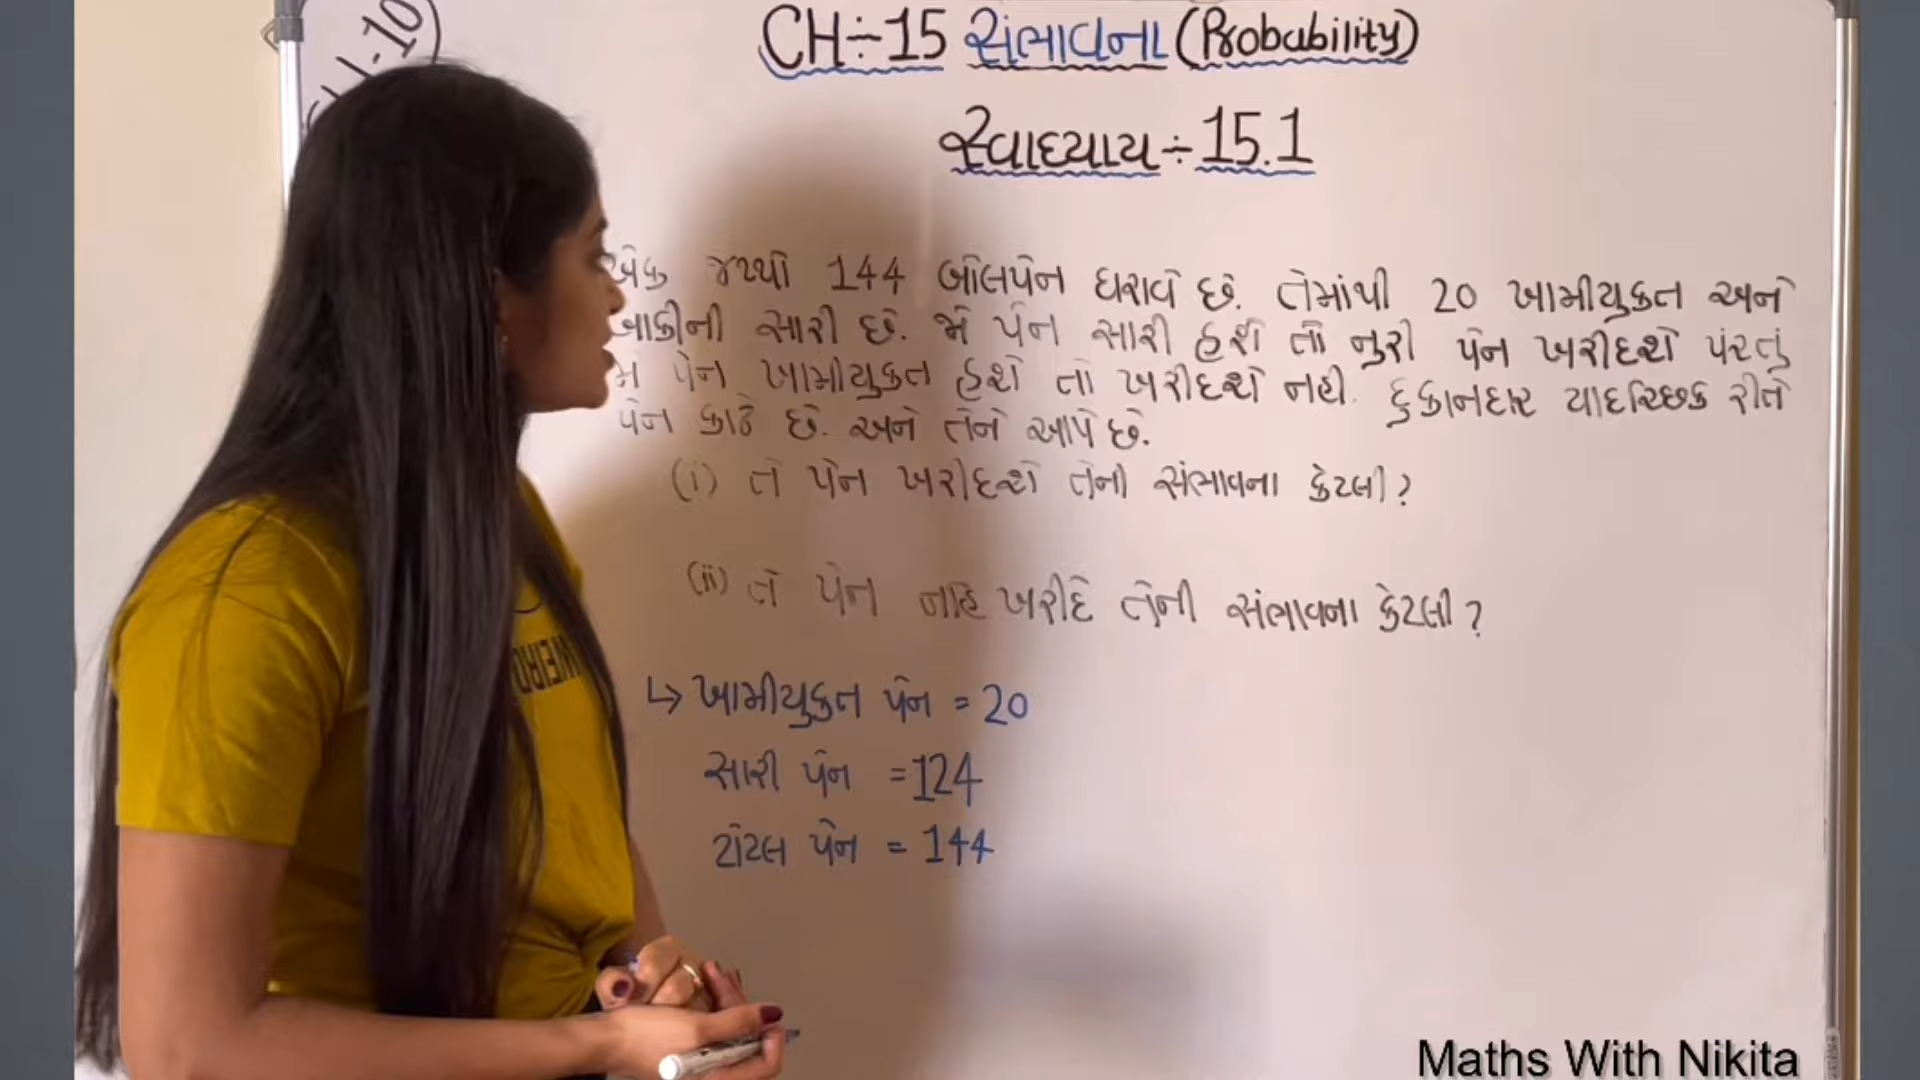 CH÷15 સંભાવના (Probability)
સ્વાધ્યાય ÷ 15.1
એક જથ્થો 144 બોલપેન ધરાવે છે. તેમાંથી 20 ખામીયુક્ત અને
બાકીની સારી છે. જો પેન સારી હશે તો નુરી પેન ખરીદશે પરંતુ
જો પેન ખામીયુક્ત હશે તો ખરીદશે નહી. દુકાનદાર યાદચ્છિક રીતે
પેન કાઢે છે. અને તેને આપે છે.
(i) તે પેન ખરીદશે તેની સંભાવના કેટલી?
(ii) તે પેન નહિ ખરીદે તેની સંભાવના કેટલી?
↳ ખામીયુક્ત પેન = 20
સારી પેન = 124
ટોટલ પેન = 144
Maths With Nikita